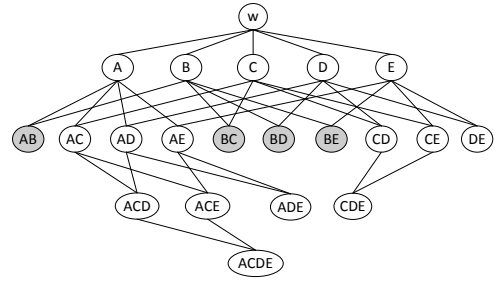 w
A B C D E
AB AC AD AE BC BD BE CD CE DE
ACD ACE ADE CDE
ACDE